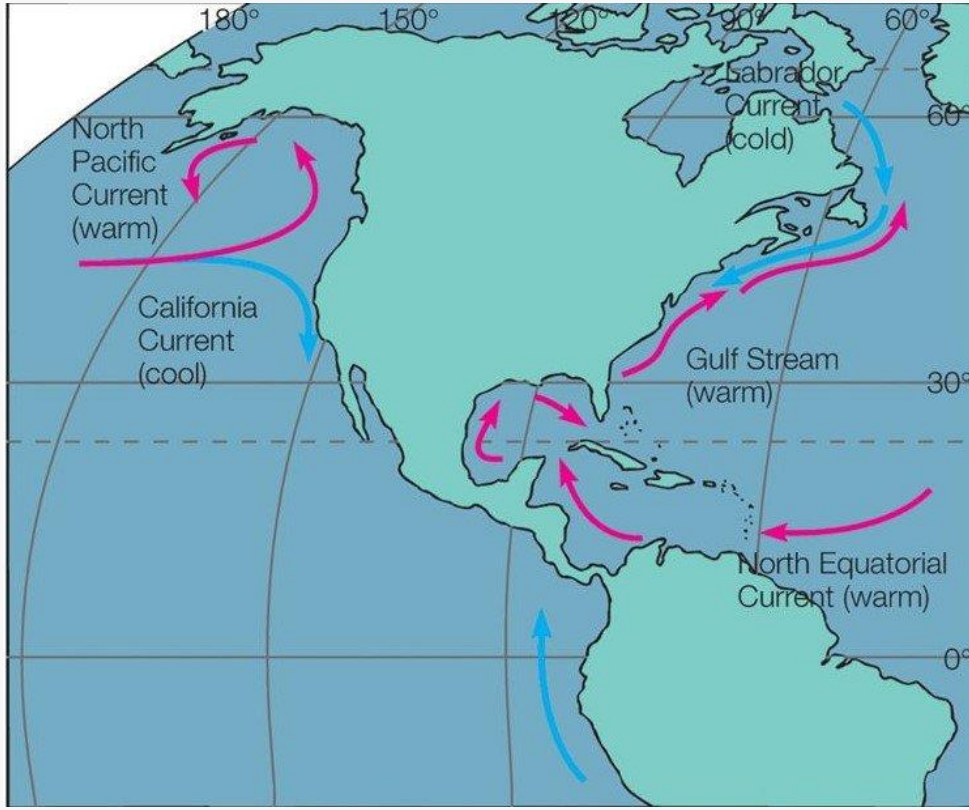 180° 150° 120° 90° 60°
Labrador
Current
(cold)
60°
North
Pacific
Current
(warm)
California
Current
(cool)
Gulf Stream
(warm)
30°
North Equatorial
Current (warm)
0°